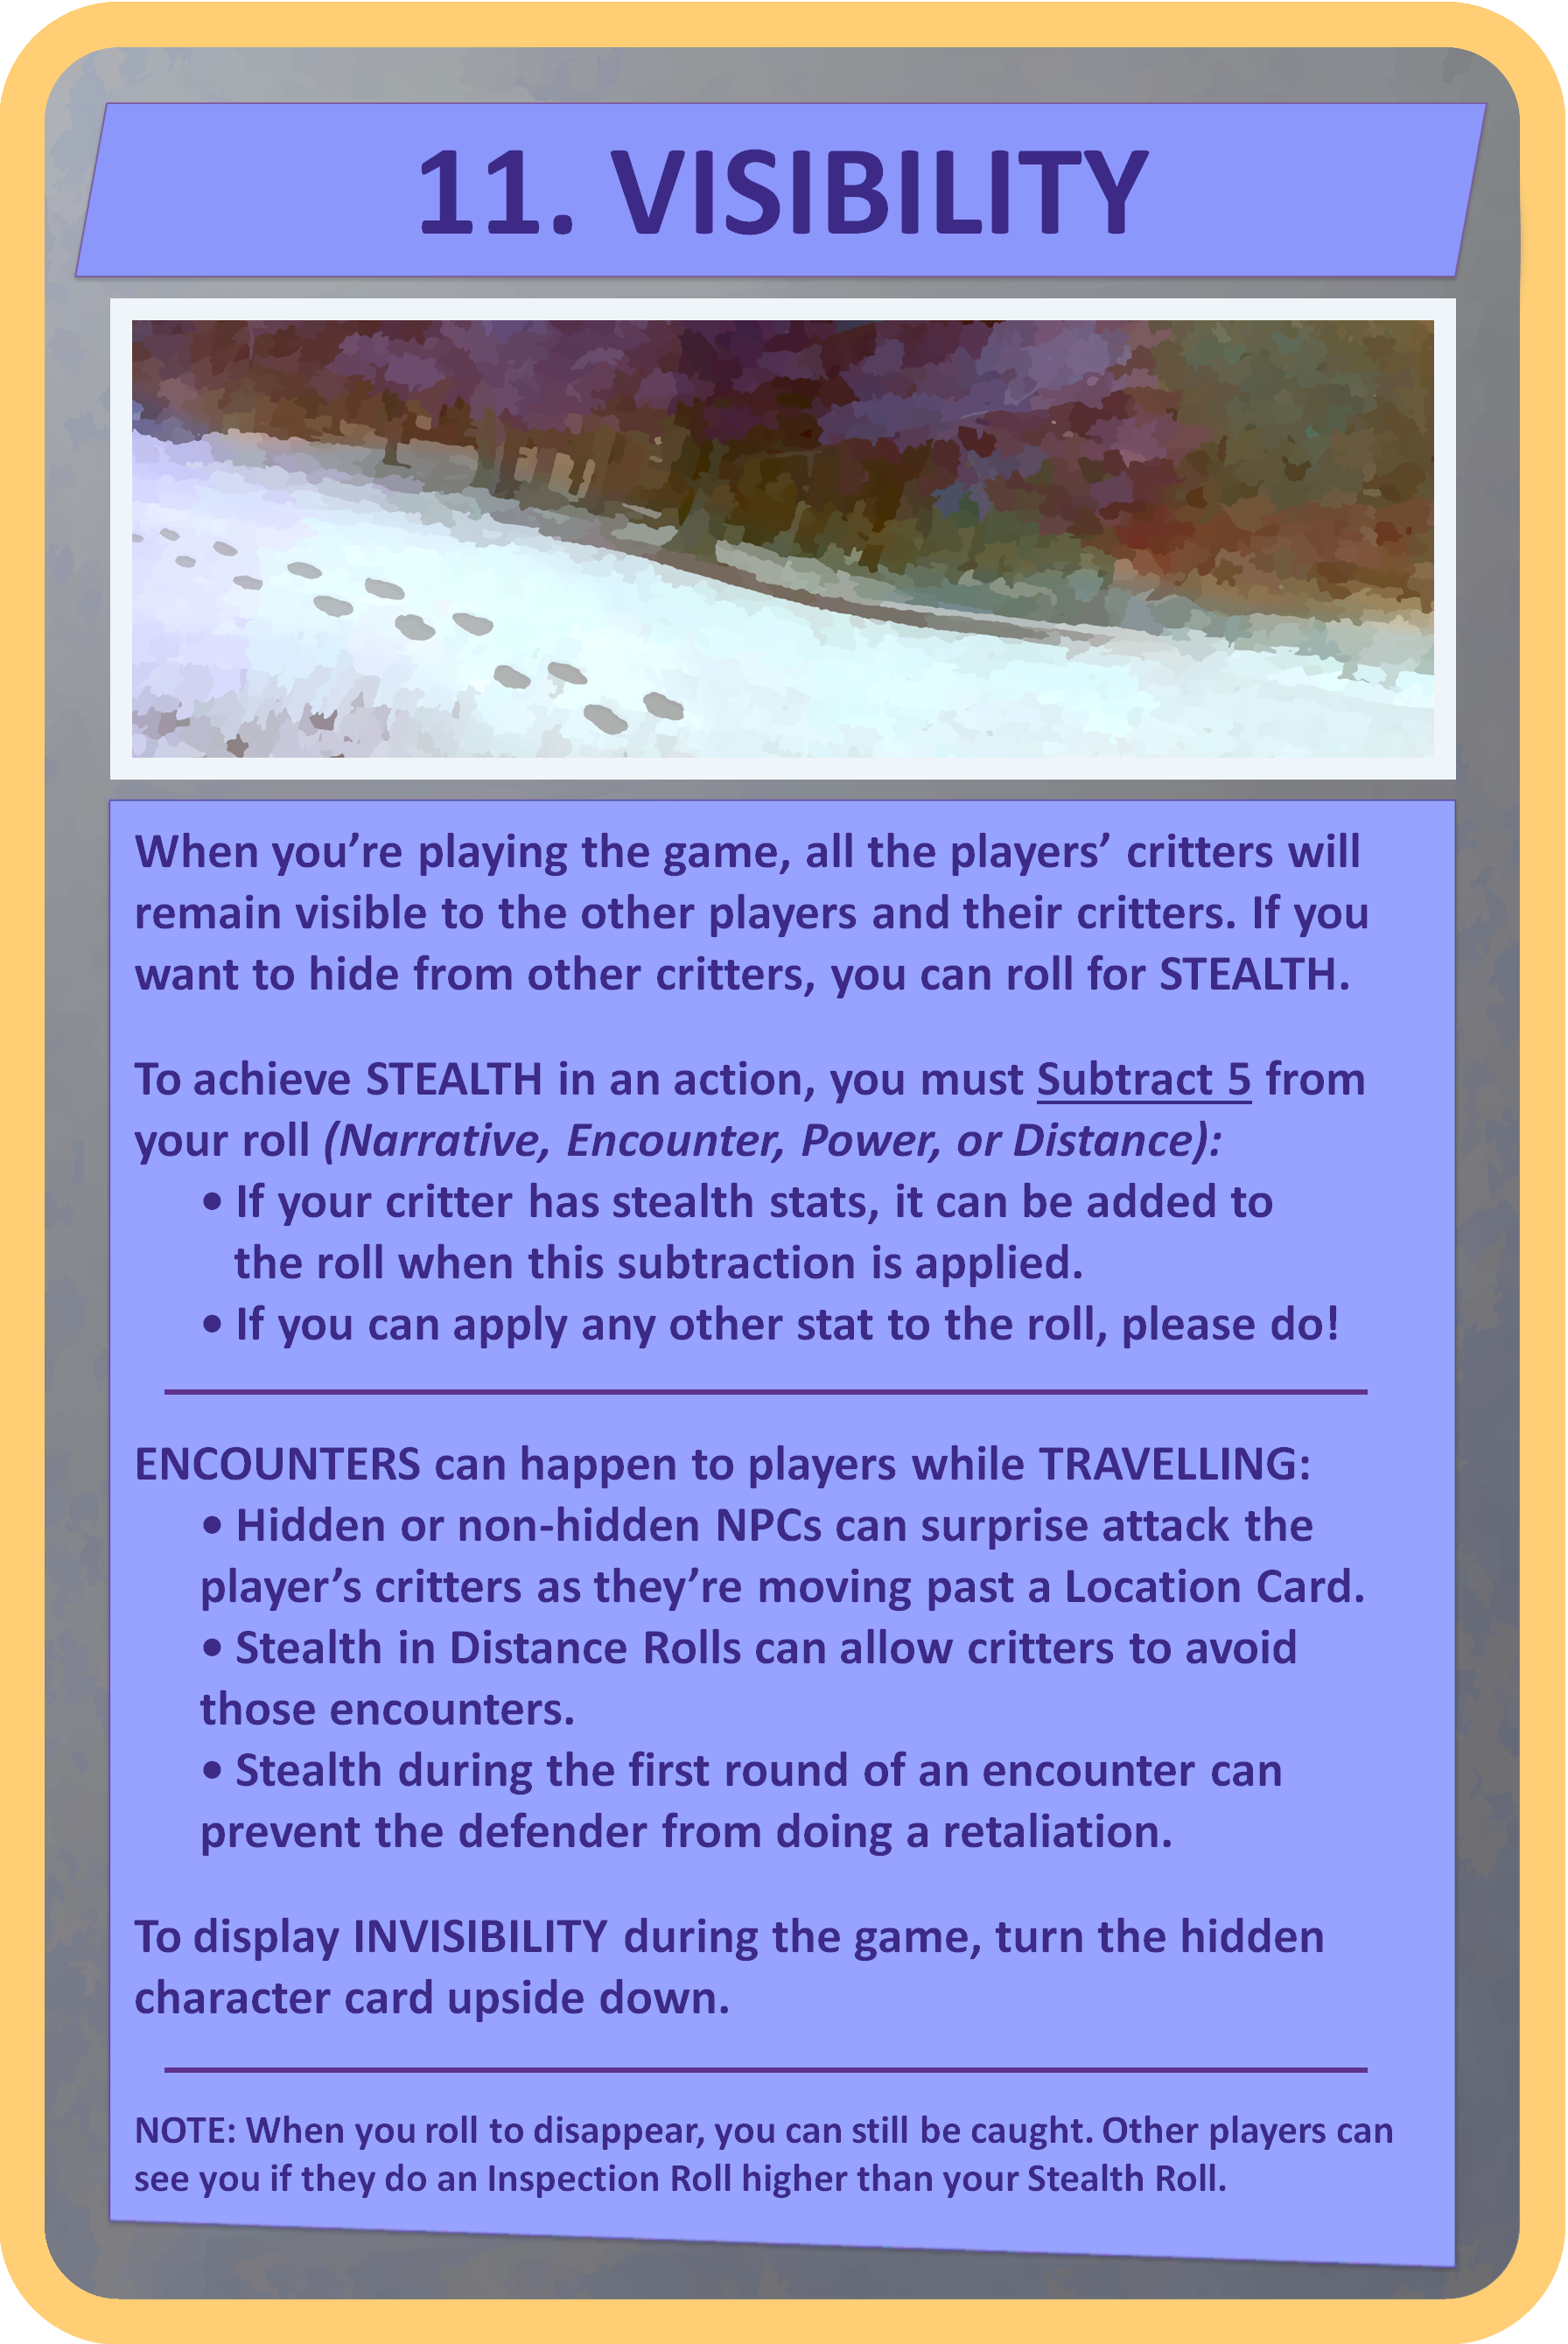 11. VISIBILITY
When you’re playing the game, all the players’ critters will
remain visible to the other players and their critters. If you
want to hide from other critters, you can roll for STEALTH.
To achieve STEALTH in an action, you must Subtract 5 from
your roll (Narrative, Encounter, Power, or Distance):
• If your critter has stealth stats, it can be added to
the roll when this subtraction is applied.
• If you can apply any other stat to the roll, please do!
ENCOUNTERS can happen to players while TRAVELLING:
• Hidden or non-hidden NPCs can surprise attack the
player’s critters as they’re moving past a Location Card.
• Stealth in Distance Rolls can allow critters to avoid
those encounters.
• Stealth during the first round of an encounter can
prevent the defender from doing a retaliation.
To display INVISIBILITY during the game, turn the hidden
character card upside down.
NOTE: When you roll to disappear, you can still be caught. Other players can
see you if they do an Inspection Roll higher than your Stealth Roll.